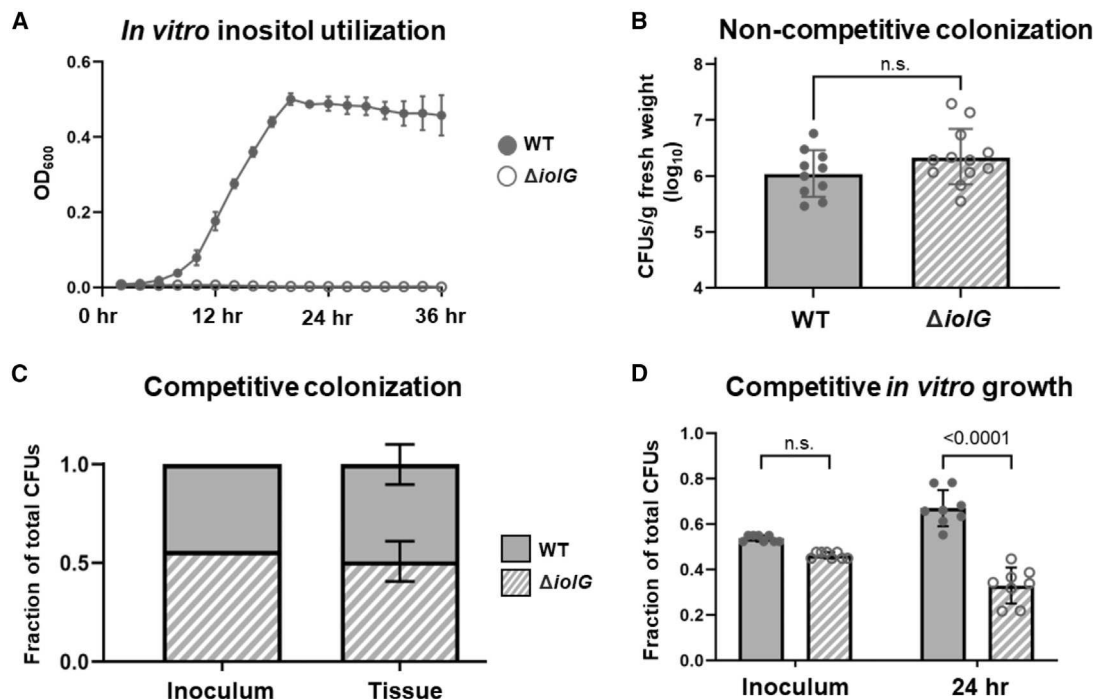 A
In vitro inositol utilization
0.6
0.4
0.2
0.0
OD600
0 hr 12 hr 24 hr 36 hr
WT
ΔiolG
B
Non-competitive colonization
n.s.
8
7
6
5
4
CFUs/g fresh weight
(log10)
WT ΔiolG
C
Competitive colonization
1.0
0.5
0.0
Fraction of total CFUs
Inoculum Tissue
WT
ΔiolG
D
Competitive in vitro growth
n.s.
<0.0001
1.0
0.8
0.6
0.4
0.2
0.0
Fraction of total CFUs
Inoculum 24 hr